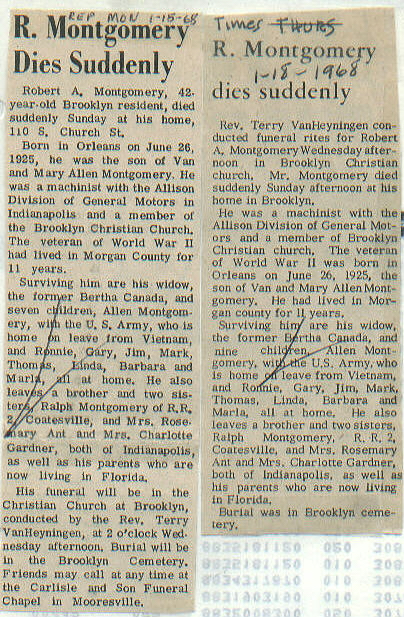 REP MON 1-15-68
R. Montgomery
Dies Suddenly
Robert A. Montgomery, 42-
year-old Brooklyn resident, died
suddenly Sunday at his home,
110 S. Church St.
Born in Orleans on June 26,
1925, he was the son of Van
and Mary Allen Montgomery. He
was a machinist with the Allison
Division of General Motors in
Indianapolis and a member of
the Brooklyn Christian Church.
The veteran of World War II
had lived in Morgan County for
11 years.
Surviving him are his widow,
the former Bertha Canada, and
seven children, Allen Montgom-
ery, with the U. S. Army, who is
home leave from Vietnam,
and Ronnie, Gary, Jim, Mark,
Thomas, Linda, Barbara and
Marla, all at home. He also
leaves a brother and two sis-
ters, Ralph Montgomery of R.R.
2, Coatesville, and Mrs. Rose-
mary Ant and Mrs. Charlotte
Gardner, both of Indianapolis,
as well as his parents who are
now living in Florida.
His funeral will be in the
Christian Church at Brooklyn,
conducted by the Rev. Terry
VanHeyningen, at 2 o'clock Wed-
nesday afternoon. Burial will be
in the Brooklyn Cemetery.
Friends may call at any time at
the Carlisle and Son Funeral
Chapel in Mooresville.
Times THURS
R. Montgomery
1-18-1968
dies suddenly
Rev. Terry VanHeyningen con-
ducted funeral rites for Robert
A. Montgomery Wednesday after-
noon in Brooklyn Christian
church. Mr. Montgomery died
suddenly Sunday afternoon at his
home in Brooklyn.
He was a machinist with the
Allison Division of General Mot-
ors and a member of Brooklyn
Christian church. The veteran
of World War II was born in
Orleans on June 26, 1925, the
son of Van and Mary Allen Mont-
gomery. He had lived in Mor-
gan county for 11 years.
Surviving him are his widow,
the former Bertha Canada, and
nine children, Allen Mont-
gomery, with the U.S. Army, who
is home on leave from Vietnam,
and Ronnie, Gary, Jim, Mark,
Thomas, Linda, Barbara and
Marla, all at home. He also
leaves a brother and two sisters,
Ralph Montgomery, R. R. 2,
Coatesville, and Mrs. Rosemary
Ant and Mrs. Charlotte Gardner,
both of Indianapolis, as well as
his parents who are now living
in Florida.
Burial was in Brooklyn ceme-
tery.